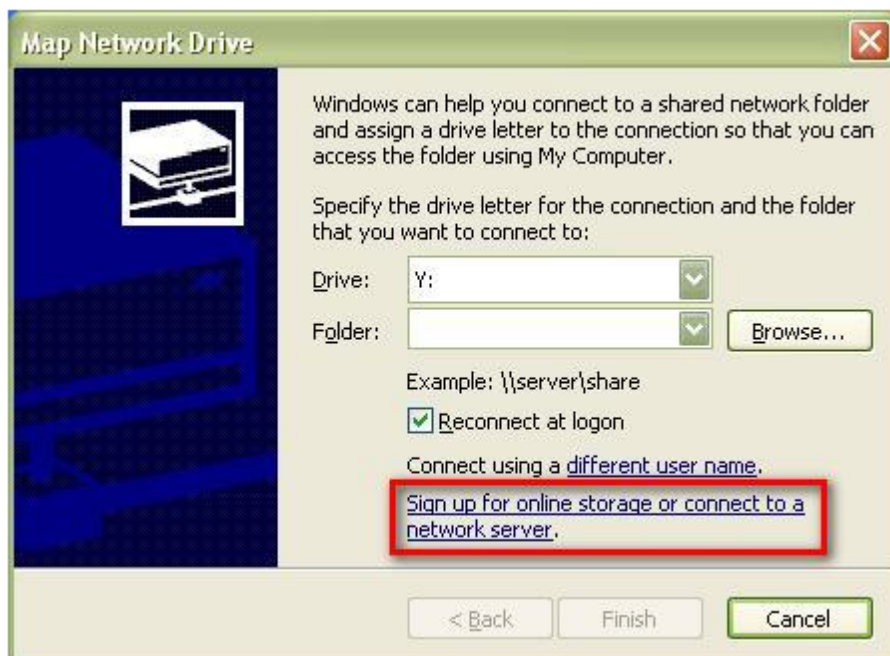 Map Network Drive
Windows can help you connect to a shared network folder
and assign a drive letter to the connection so that you can
access the folder using My Computer.
Specify the drive letter for the connection and the folder
that you want to connect to:
Drive: Y:
Folder: Browse...
Example: \\server\share
Reconnect at logon
Connect using a different user name.
Sign up for online storage or connect to a
network server.
< Back Finish Cancel